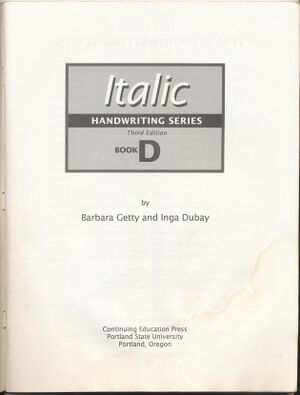 Italic
HANDWRITING SERIES
Third Edition
BOOK D
by
Barbara Getty and Inga Dubay
Continuing Education Press
Portland State University
Portland, Oregon